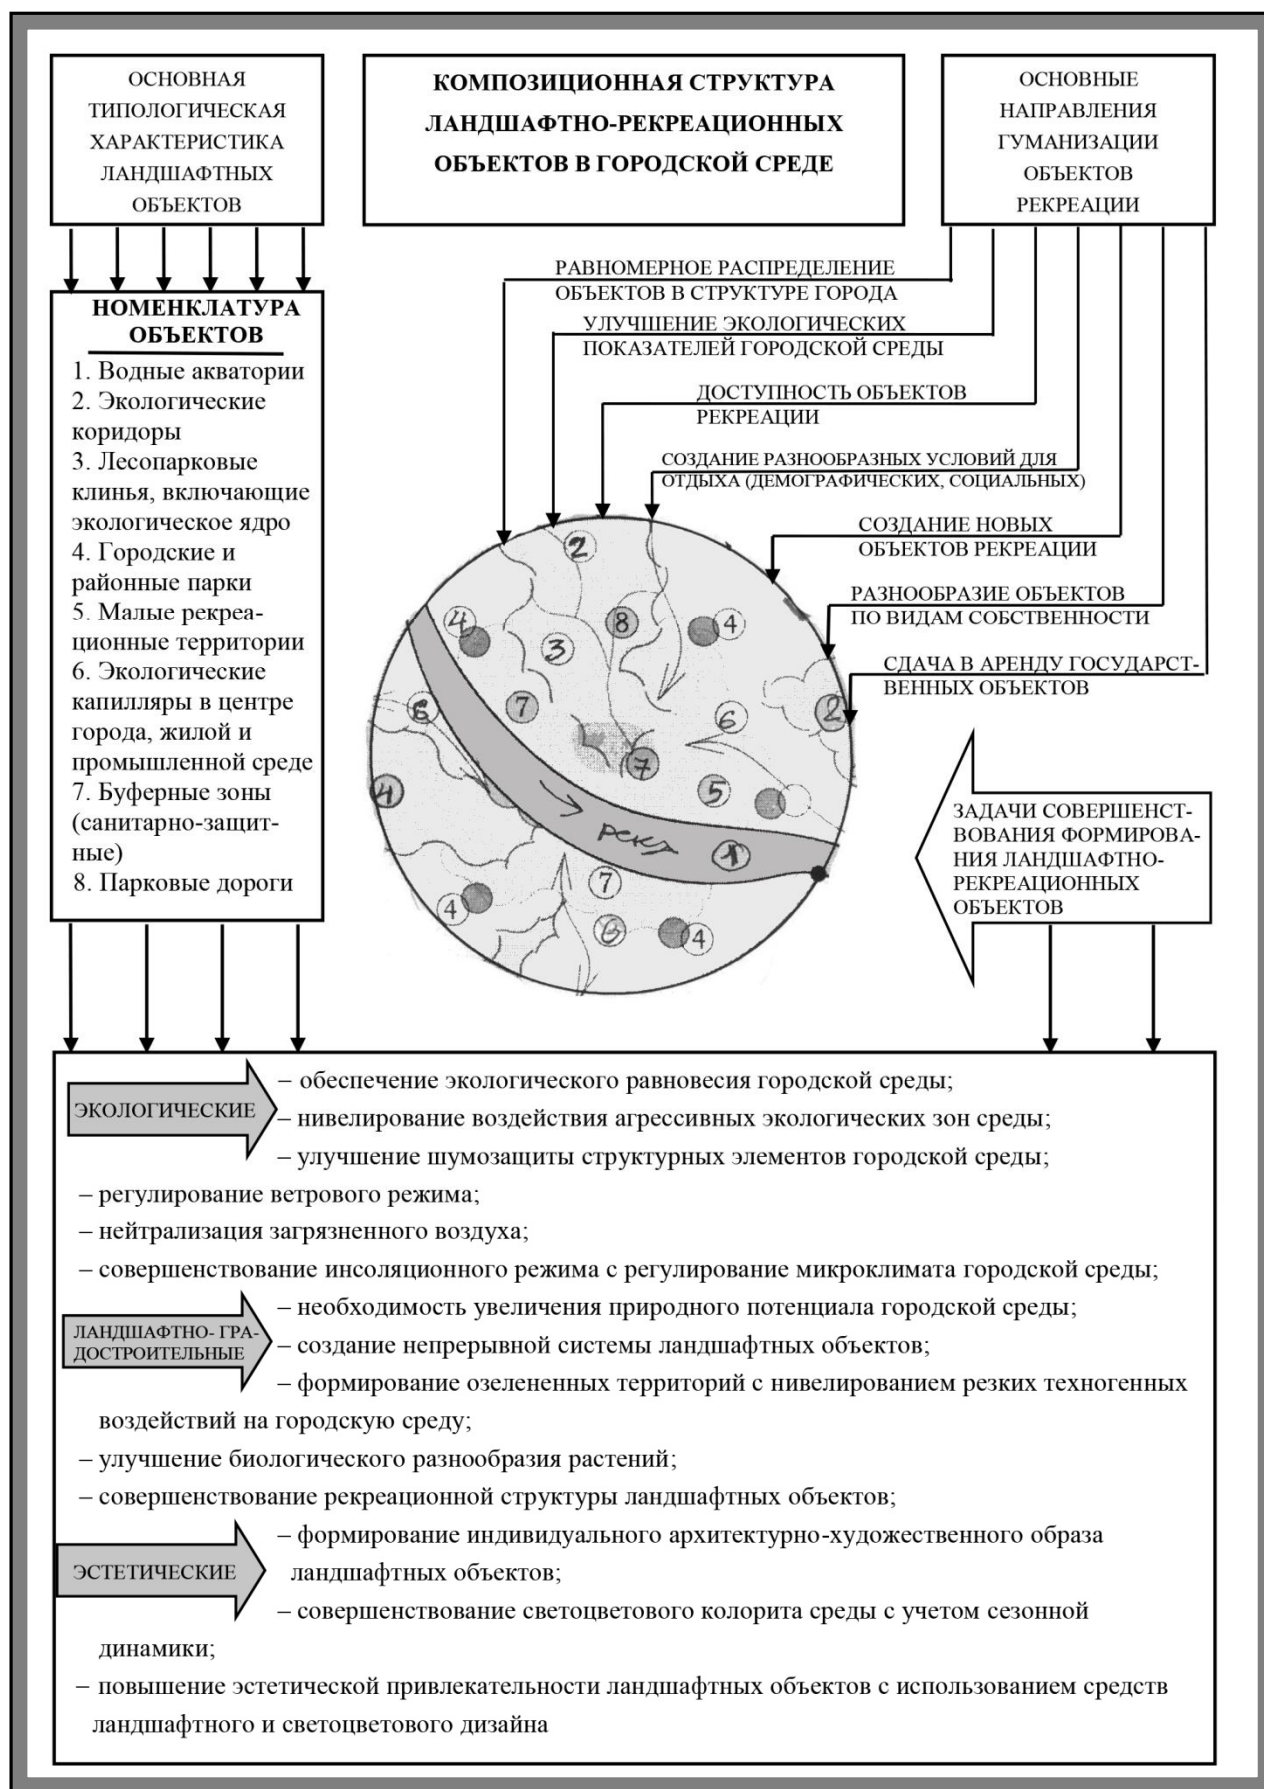 ОСНОВНАЯ
ТИПОЛОГИЧЕСКАЯ
ХАРАКТЕРИСТИКА
ЛАНДШАФТНЫХ
ОБЪЕКТОВ
КОМПОЗИЦИОННАЯ СТРУКТУРА
ЛАНДШАФТНО-РЕКРЕАЦИОННЫХ
ОБЪЕКТОВ В ГОРОДСКОЙ СРЕДЕ
ОСНОВНЫЕ
НАПРАВЛЕНИЯ
ГУМАНИЗАЦИИ
ОБЪЕКТОВ
РЕКРЕАЦИИ
НОМЕНКЛАТУРА
ОБЪЕКТОВ
1. Водные акватории
2. Экологические
коридоры
3. Лесопарковые
клинья, включающие
экологическое ядро
4. Городские и
районные парки
5. Малые рекреа-
ционные территории
6. Экологические
капилляры в центре
города, жилой и
промышленной среде
7. Буферные зоны
(санитарно-защит-
ные)
8. Парковые дороги
РАВНОМЕРНОЕ РАСПРЕДЕЛЕНИЕ
ОБЪЕКТОВ В СТРУКТУРЕ ГОРОДА
УЛУЧШЕНИЕ ЭКОЛОГИЧЕСКИХ
ПОКАЗАТЕЛЕЙ ГОРОДСКОЙ СРЕДЫ
ДОСТУПНОСТЬ ОБЪЕКТОВ
РЕКРЕАЦИИ
СОЗДАНИЕ РАЗНООБРАЗНЫХ УСЛОВИЙ ДЛЯ
ОТДЫХА (ДЕМОГРАФИЧЕСКИХ, СОЦИАЛЬНЫХ)
СОЗДАНИЕ НОВЫХ
ОБЪЕКТОВ РЕКРЕАЦИИ
РАЗНООБРАЗИЕ ОБЪЕКТОВ
ПО ВИДАМ СОБСТВЕННОСТИ
СДАЧА В АРЕНДУ ГОСУДАРСТ-
ВЕННЫХ ОБЪЕКТОВ
2
4
8
4
3
7
6
2
7
4
5
река
1
7
4
6
4
ЗАДАЧИ СОВЕРШЕНСТ-
ВОВАНИЯ ФОРМИРОВА-
НИЯ ЛАНДШАФТНО-
РЕКРЕАЦИОННЫХ
ОБЪЕКТОВ
ЭКОЛОГИЧЕСКИЕ
– обеспечение экологического равновесия городской среды;
– нивелирование воздействия агрессивных экологических зон среды;
– улучшение шумозащиты структурных элементов городской среды;
– регулирование ветрового режима;
– нейтрализация загрязненного воздуха;
– совершенствование инсоляционного режима с регулирование микроклимата городской среды;
ЛАНДШАФТНО- ГРА-
ДОСТРОИТЕЛЬНЫЕ
– необходимость увеличения природного потенциала городской среды;
– создание непрерывной системы ландшафтных объектов;
– формирование озелененных территорий с нивелированием резких техногенных
воздействий на городскую среду;
– улучшение биологического разнообразия растений;
– совершенствование рекреационной структуры ландшафтных объектов;
ЭСТЕТИЧЕСКИЕ
– формирование индивидуального архитектурно-художественного образа
ландшафтных объектов;
– совершенствование светоцветового колорита среды с учетом сезонной
динамики;
– повышение эстетической привлекательности ландшафтных объектов с использованием средств
ландшафтного и светоцветового дизайна